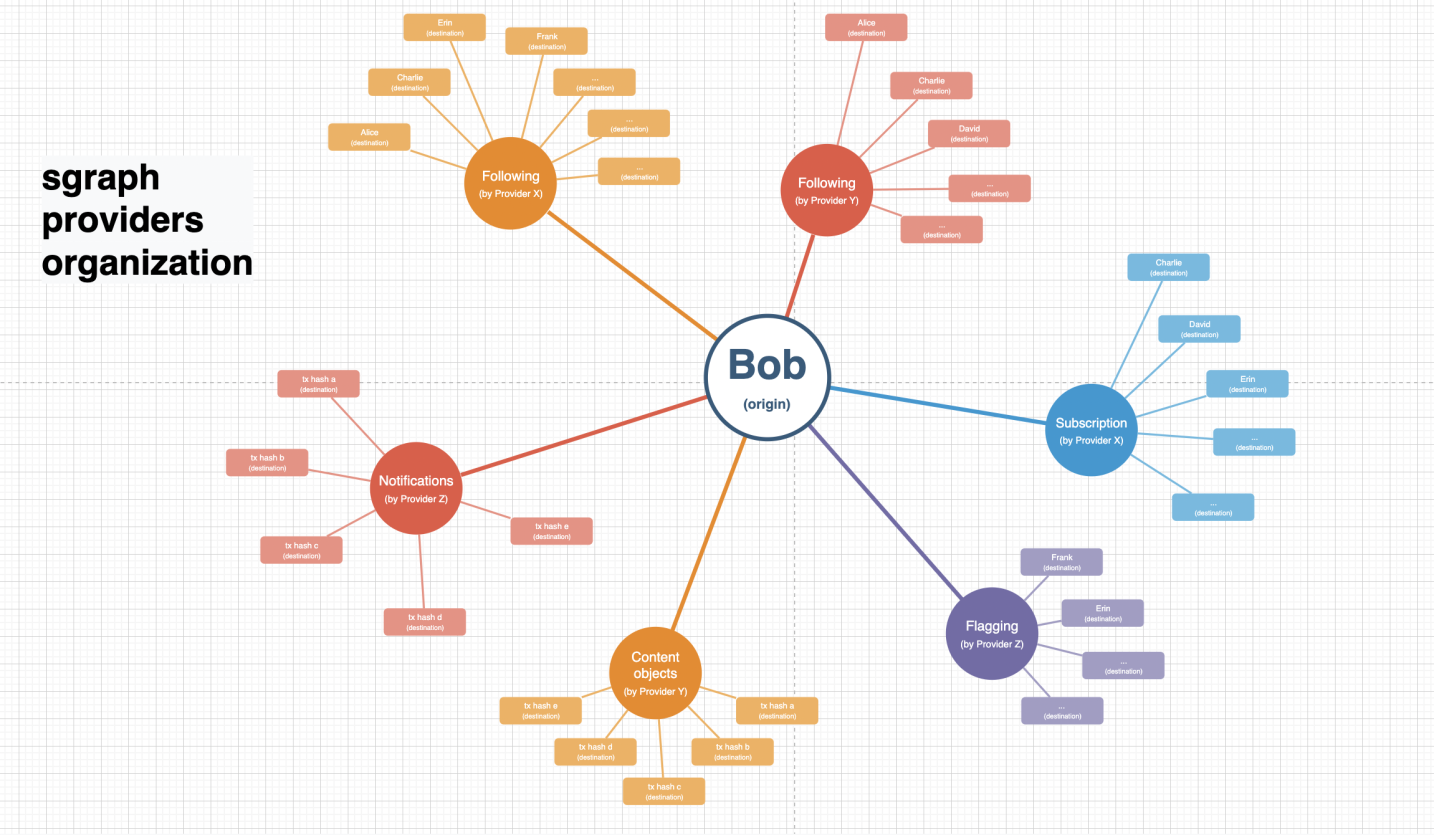 sgraph
providers
organization
Erin
(destination)
Frank
(destination)
Charlie
(destination)
...
(destination)
Alice
(destination)
...
(destination)
...
(destination)
Following
(by Provider X)
Alice
(destination)
Charlie
(destination)
David
(destination)
...
(destination)
...
(destination)
Following
(by Provider Y)
Bob
(origin)
Charlie
(destination)
David
(destination)
Erin
(destination)
...
(destination)
...
(destination)
Subscription
(by Provider X)
tx hash a
(destination)
tx hash b
(destination)
tx hash c
(destination)
tx hash d
(destination)
tx hash e
(destination)
Notifications
(by Provider Z)
Frank
(destination)
Erin
(destination)
...
(destination)
...
(destination)
Flagging
(by Provider Z)
Content
objects
(by Provider Y)
tx hash e
(destination)
tx hash d
(destination)
tx hash c
(destination)
tx hash b
(destination)
tx hash a
(destination)